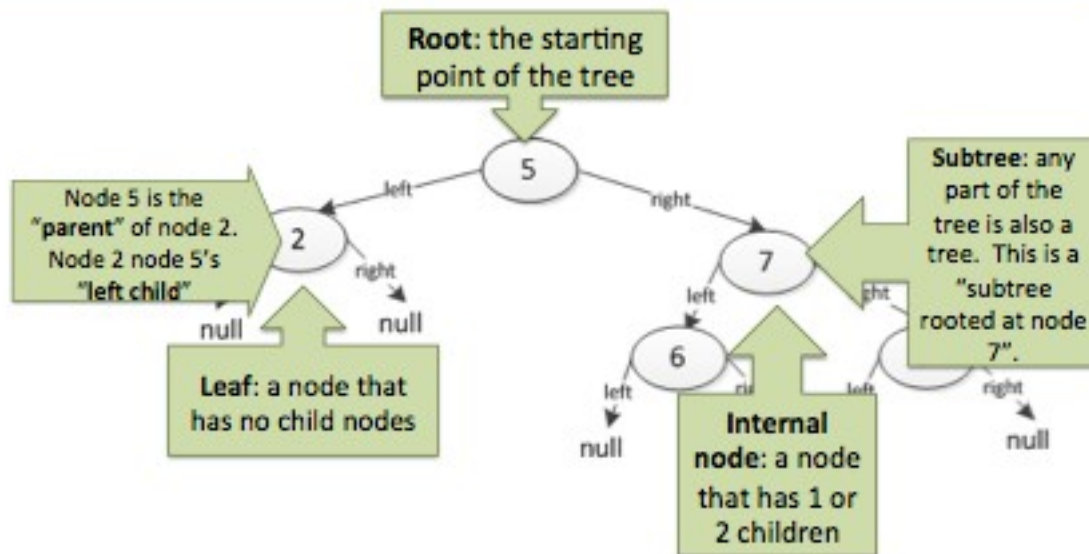 Root: the starting
point of the tree
5
left
right
Node 5 is the
"parent" of node 2.
Node 2 node 5's
"left child"
2
right
null
null
Leaf: a node that
has no child nodes
Subtree: any
part of the
tree is also a
tree. This is a
"subtree
rooted at node
7".
7
left
6
left
null
left
right
null
Internal
node: a node
that has 1 or
2 children